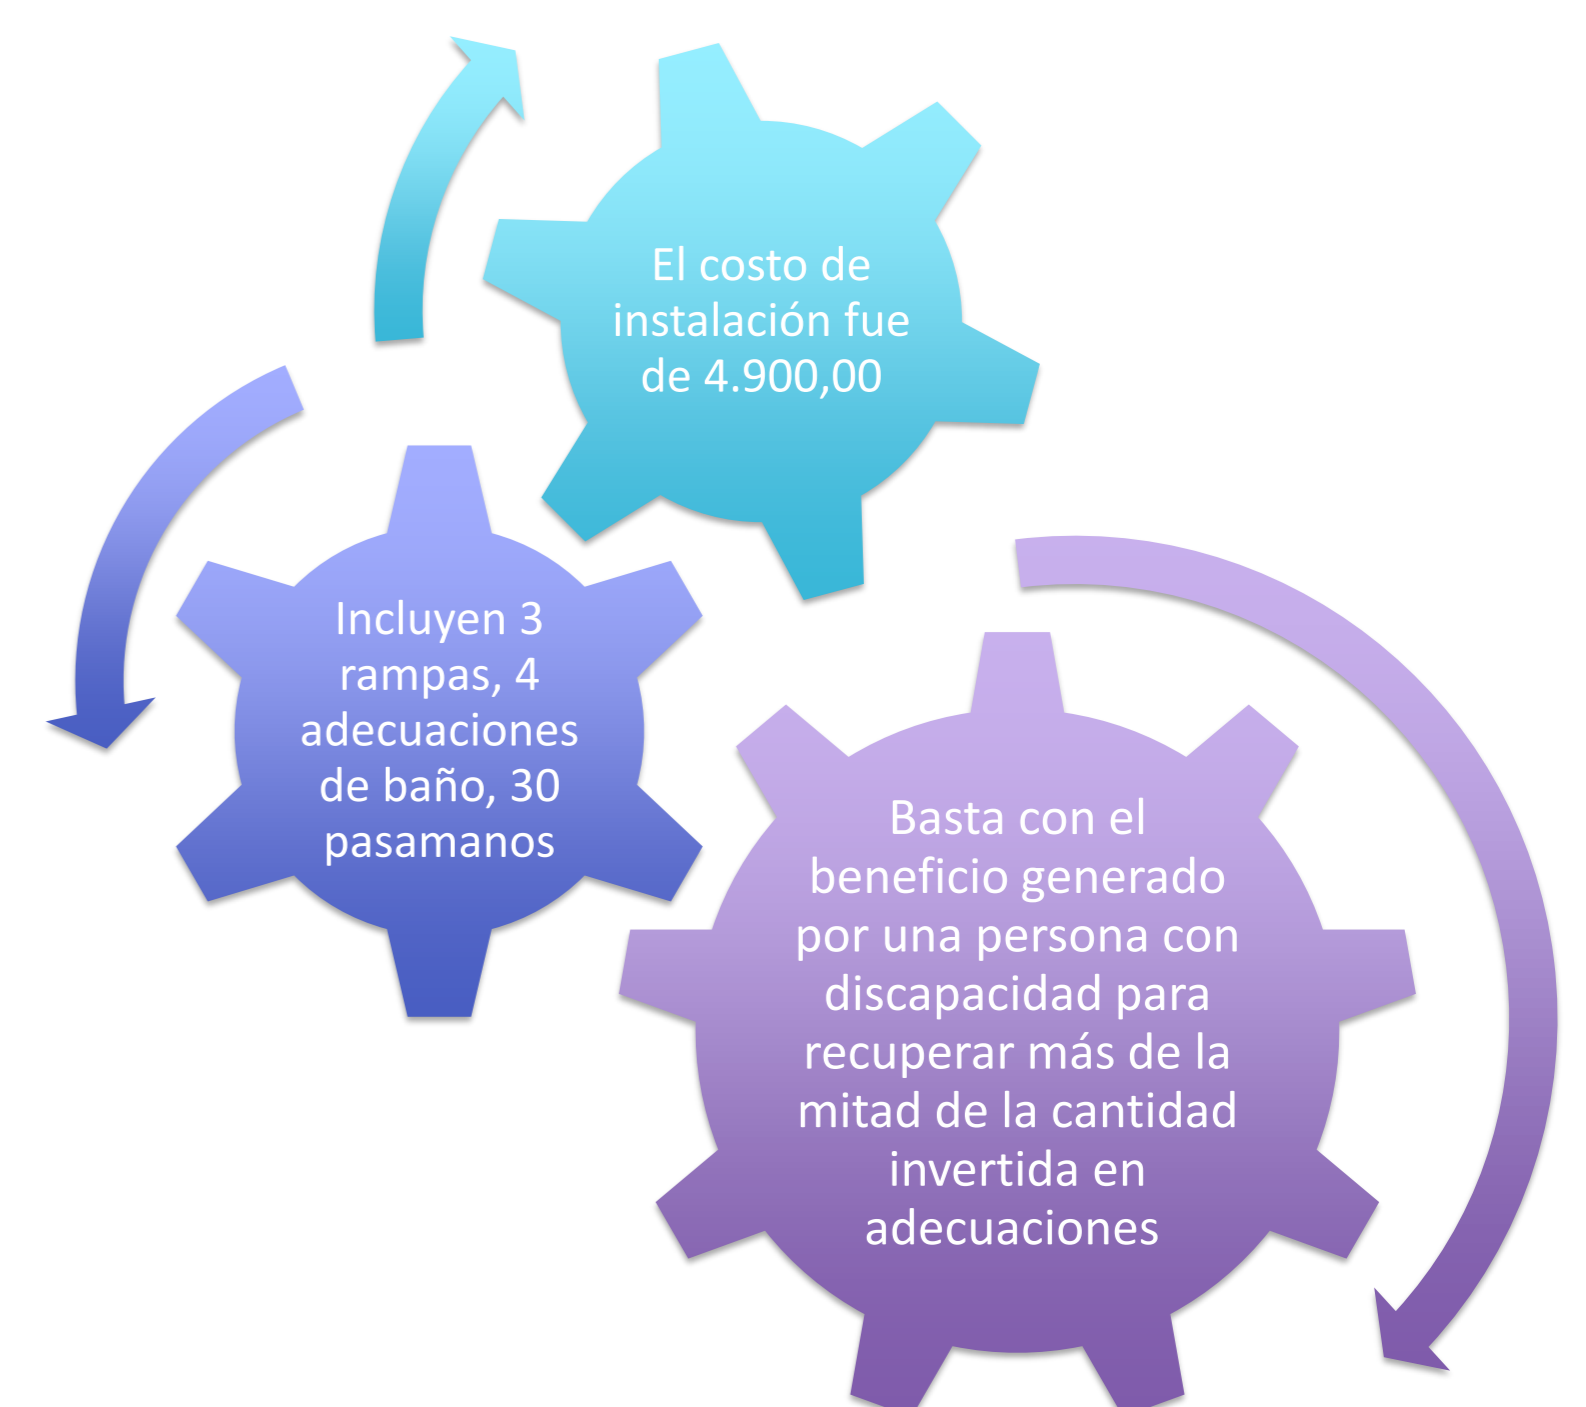 El costo de
instalación fue
de 4.900,00
Incluyen 3
rampas, 4
adecuaciones
de baño, 30
pasamanos
Basta con el
beneficio generado
por una persona con
discapacidad para
recuperar más de la
mitad de la cantidad
invertida en
adecuaciones